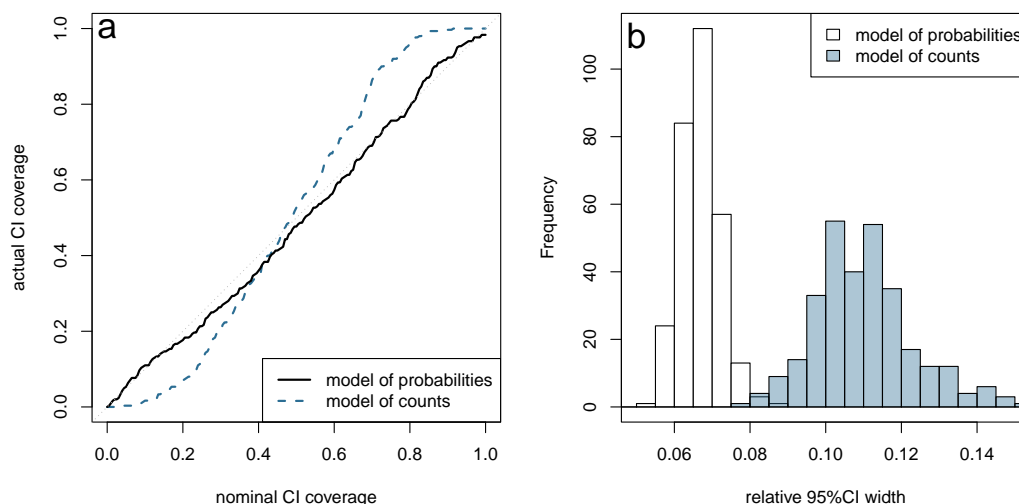 a
actual CI coverage
1.0
0.8
0.6
0.4
0.2
0.0
model of probabilities
model of counts
0.0 0.2 0.4 0.6 0.8 1.0
nominal CI coverage
b
model of probabilities
model of counts
Frequency
100
80
60
40
20
0
0.06 0.08 0.10 0.12 0.14
relative 95%CI width